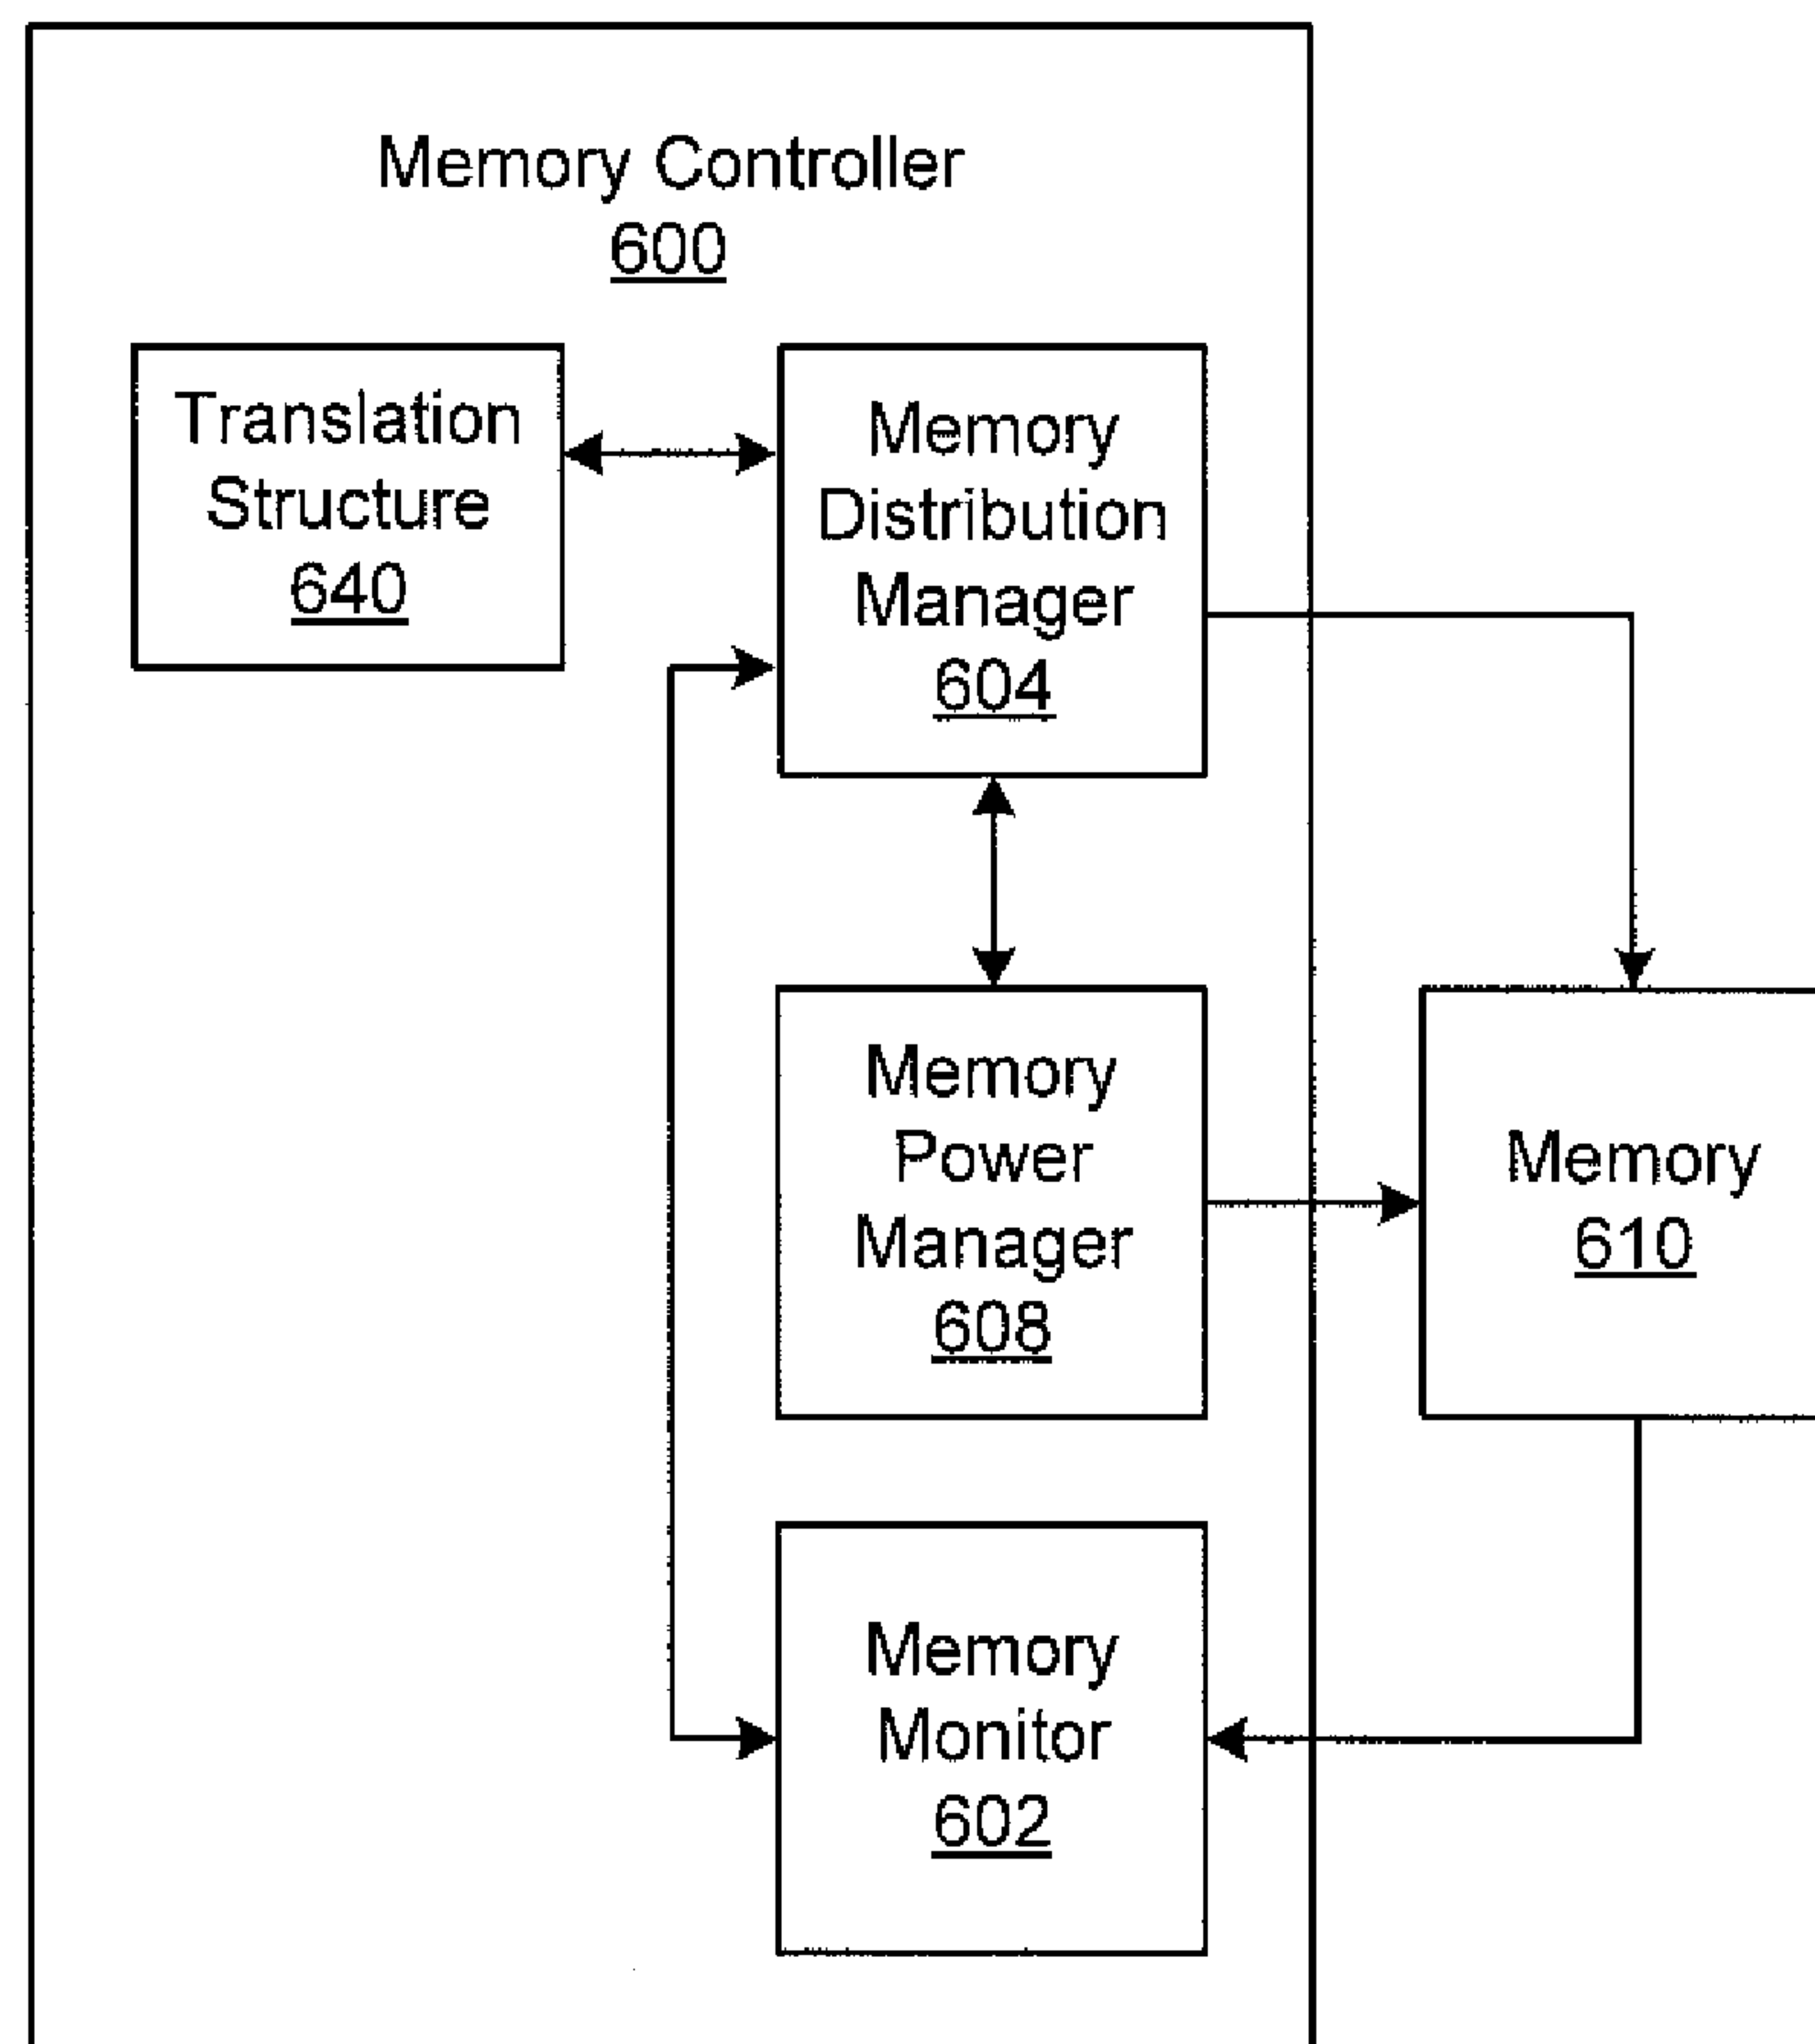 Memory Controller
600
Translation
Structure
640
Memory
Distribution
Manager
604
Memory
Power
Manager
608
Memory
610
Memory
Monitor
602